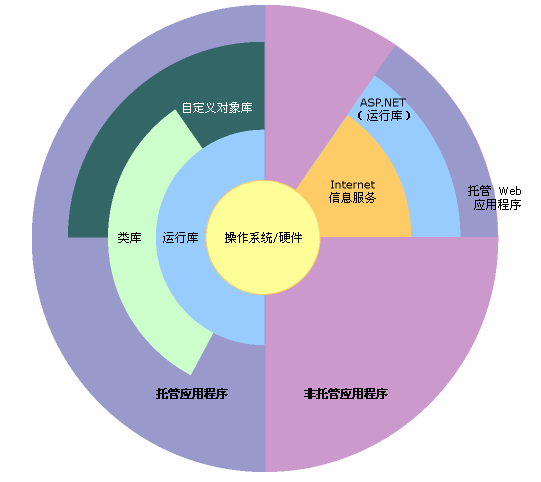 ASP.NET
（运行库）
自定义对象库
Internet
信息服务
托管 Web
应用程序
类库
运行库
操作系统/硬件
托管应用程序
非托管应用程序